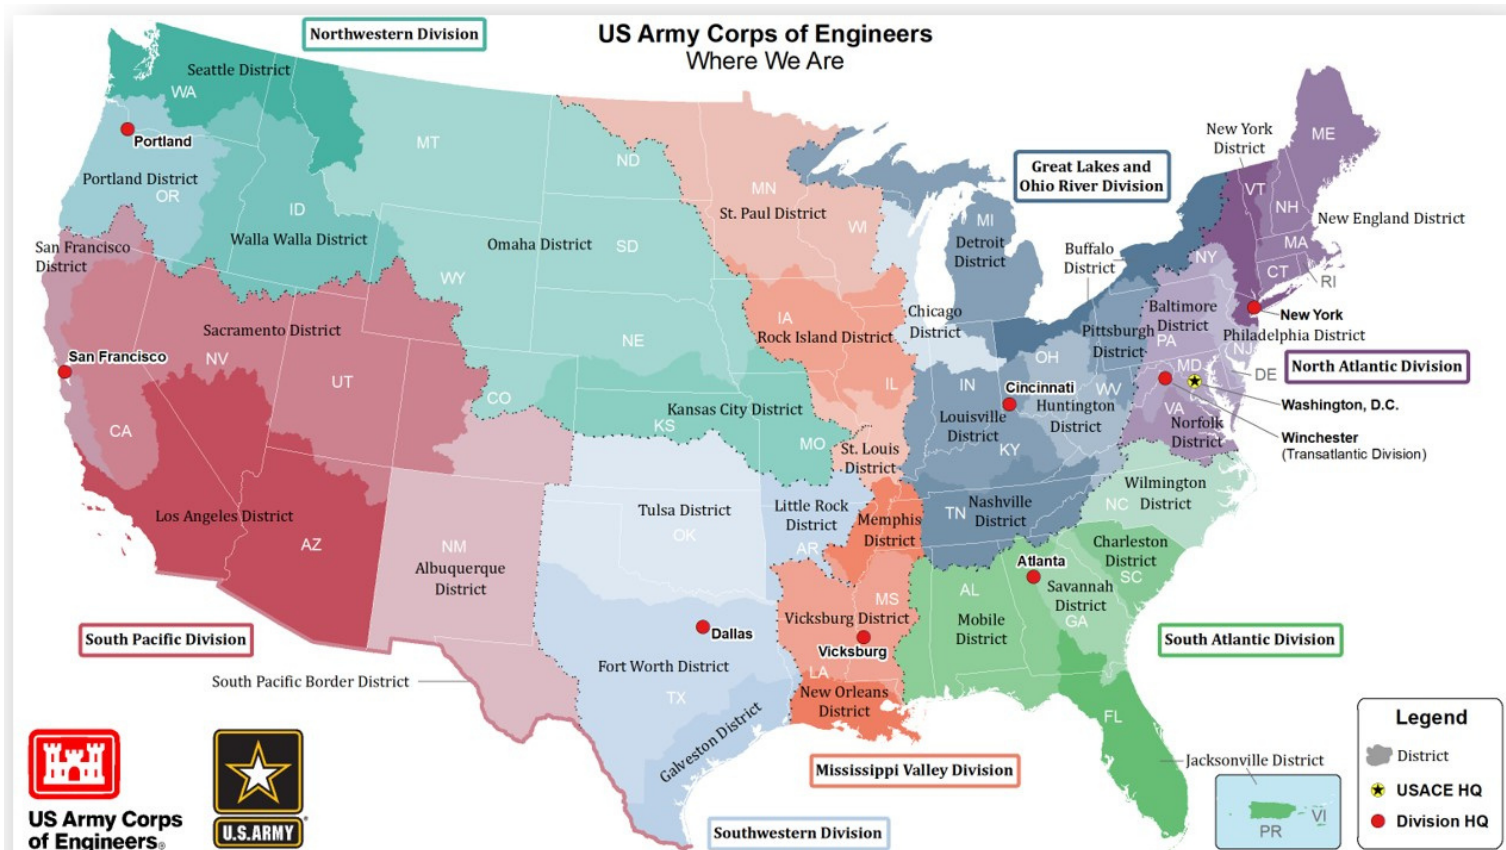 US Army Corps of Engineers
Where We Are
Northwestern Division
Seattle District
WA
Portland
Portland District
OR
ID
Walla Walla District
MT
ND
Omaha District
SD
WY
NE
CO
Kansas City District
KS
MO
San Francisco
District
Sacramento District
San Francisco
NV
UT
CA
Los Angeles District
AZ
NM
Albuquerque
District
South Pacific Division
South Pacific Border District
MN
St. Paul District
WI
IA
Rock Island District
IL
St. Louis
District
Memphis
District
MS
Vicksburg District
Vicksburg
LA
New Orleans
District
Mississippi Valley Division
Tulsa District
OK
Little Rock
District
AR
Dallas
Fort Worth District
TX
Galveston District
Southwestern Division
Great Lakes and
Ohio River Division
MI
Detroit
District
Buffalo
District
Chicago
District
Pittsburgh
District
OH
IN
Cincinnati
WV
Huntington
District
Louisville
District
KY
Nashville
District
TN
New York
District
ME
VT
NH
New England District
MA
NY
CT
RI
Baltimore
District
PA
New York
Philadelphia District
NJ
North Atlantic Division
MD
DE
Washington, D.C.
VA
Norfolk
District
Winchester
(Transatlantic Division)
Wilmington
District
NC
Charleston
District
SC
Atlanta
Savannah
District
GA
AL
Mobile
District
South Atlantic Division
FL
Jacksonville District
PR
VI
Legend
District
USACE HQ
Division HQ
US Army Corps
of Engineers®
U.S.ARMY